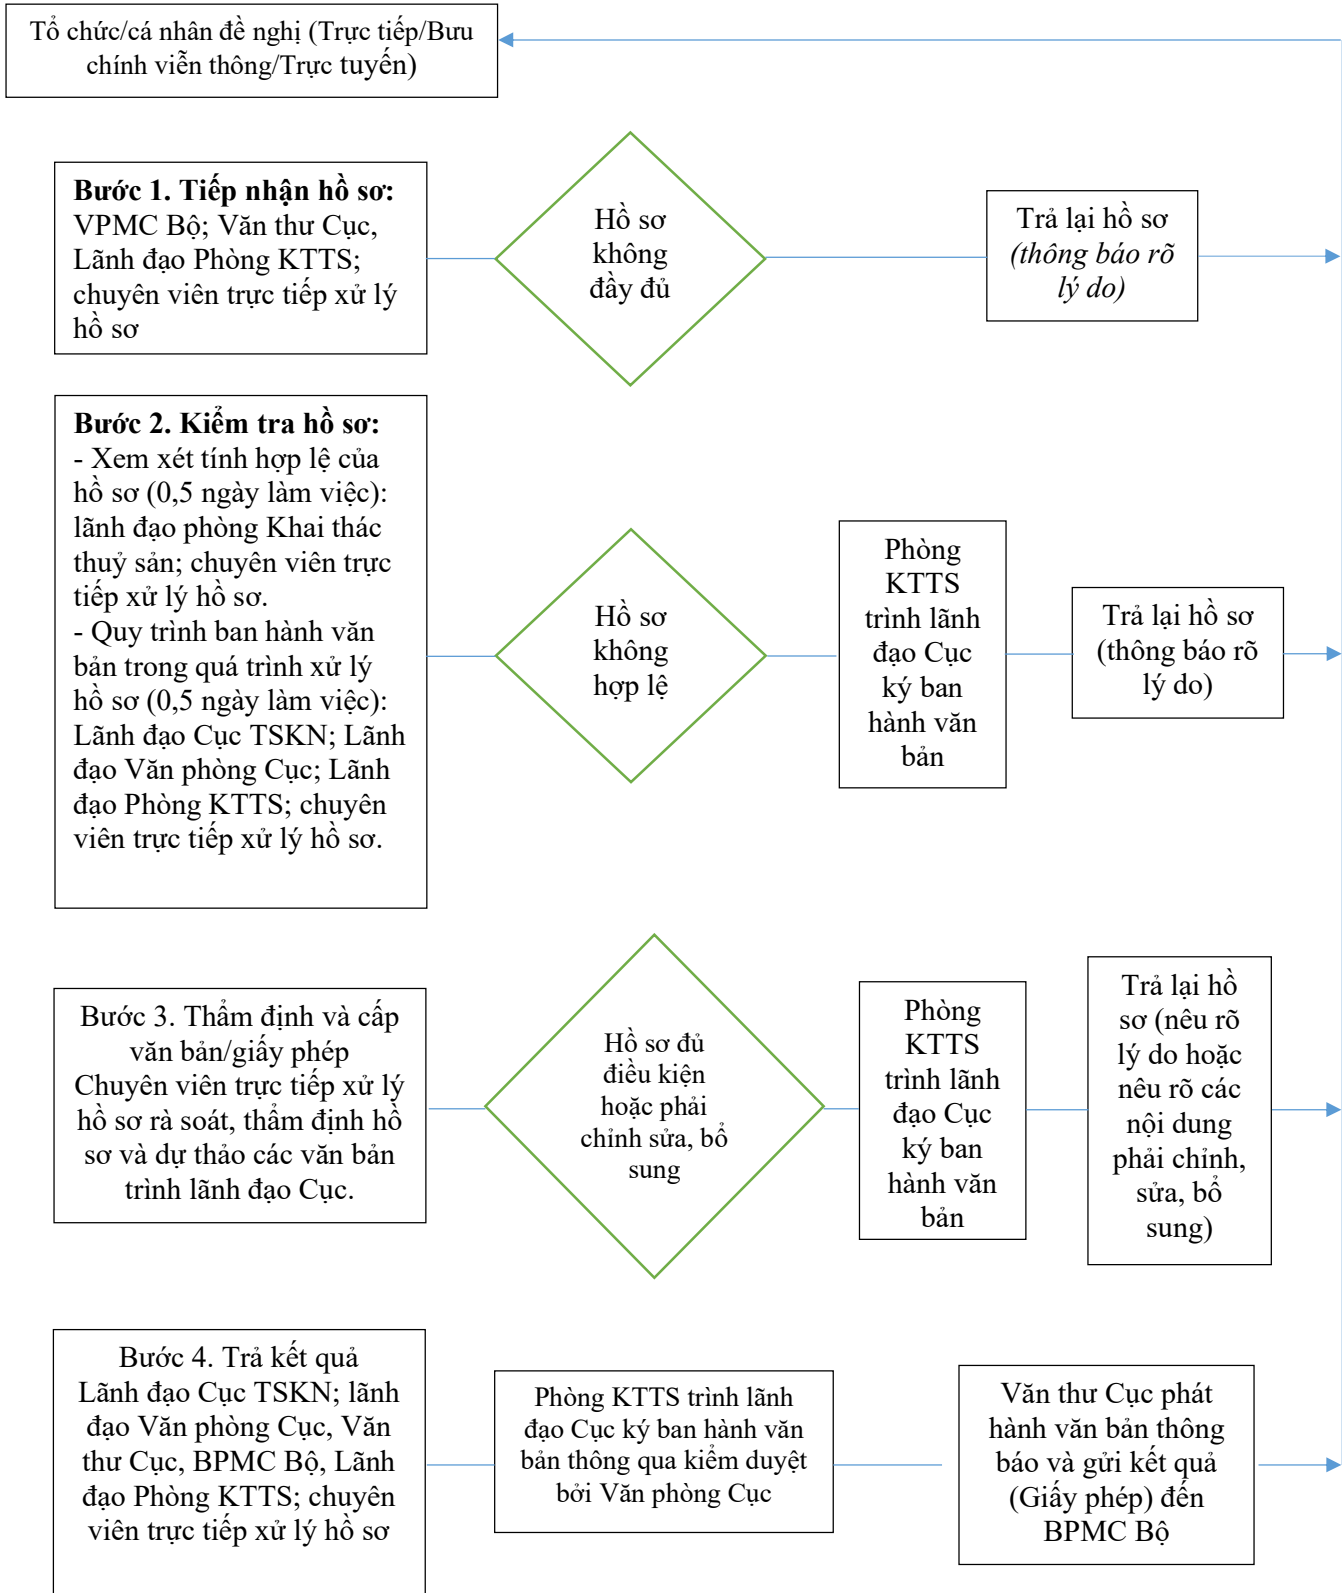 Tổ chức/cá nhân đề nghị (Trực tiếp/Bưu
chính viễn thông/Trực tuyến)
Bước 1. Tiếp nhận hồ sơ:
VPMC Bộ; Văn thư Cục,
Lãnh đạo Phòng KTTS;
chuyên viên trực tiếp xử lý
hồ sơ
Hồ sơ
không
đầy đủ
Trả lại hồ sơ
(thông báo rõ
lý do)
Bước 2. Kiểm tra hồ sơ:
- Xem xét tính hợp lệ của
hồ sơ (0,5 ngày làm việc):
lãnh đạo phòng Khai thác
thuỷ sản; chuyên viên trực
tiếp xử lý hồ sơ.
- Quy trình ban hành văn
bản trong quá trình xử lý
hồ sơ (0,5 ngày làm việc):
Lãnh đạo Cục TSKN; Lãnh
đạo Văn phòng Cục; Lãnh
đạo Phòng KTTS; chuyên
viên trực tiếp xử lý hồ sơ.
Hồ sơ
không
hợp lệ
Phòng
KTTS
trình lãnh
đạo Cục
ký ban
hành văn
bản
Trả lại hồ sơ
(thông báo rõ
lý do)
Bước 3. Thẩm định và cấp
văn bản/giấy phép
Chuyên viên trực tiếp xử lý
hồ sơ rà soát, thẩm định hồ
sơ và dự thảo các văn bản
trình lãnh đạo Cục.
Hồ sơ đủ
điều kiện
hoặc phải
chỉnh sửa, bổ
sung
Phòng
KTTS
trình lãnh
đạo Cục
ký ban
hành văn
bản
Trả lại hồ
sơ (nêu rõ
lý do hoặc
nêu rõ các
nội dung
phải chỉnh,
sửa, bổ
sung)
Bước 4. Trả kết quả
Lãnh đạo Cục TSKN; lãnh
đạo Văn phòng Cục, Văn
thư Cục, BPMC Bộ, Lãnh
đạo Phòng KTTS; chuyên
viên trực tiếp xử lý hồ sơ
Phòng KTTS trình lãnh
đạo Cục ký ban hành văn
bản thông qua kiểm duyệt
bởi Văn phòng Cục
Văn thư Cục phát
hành văn bản thông
báo và gửi kết quả
(Giấy phép) đến
BPMC Bộ